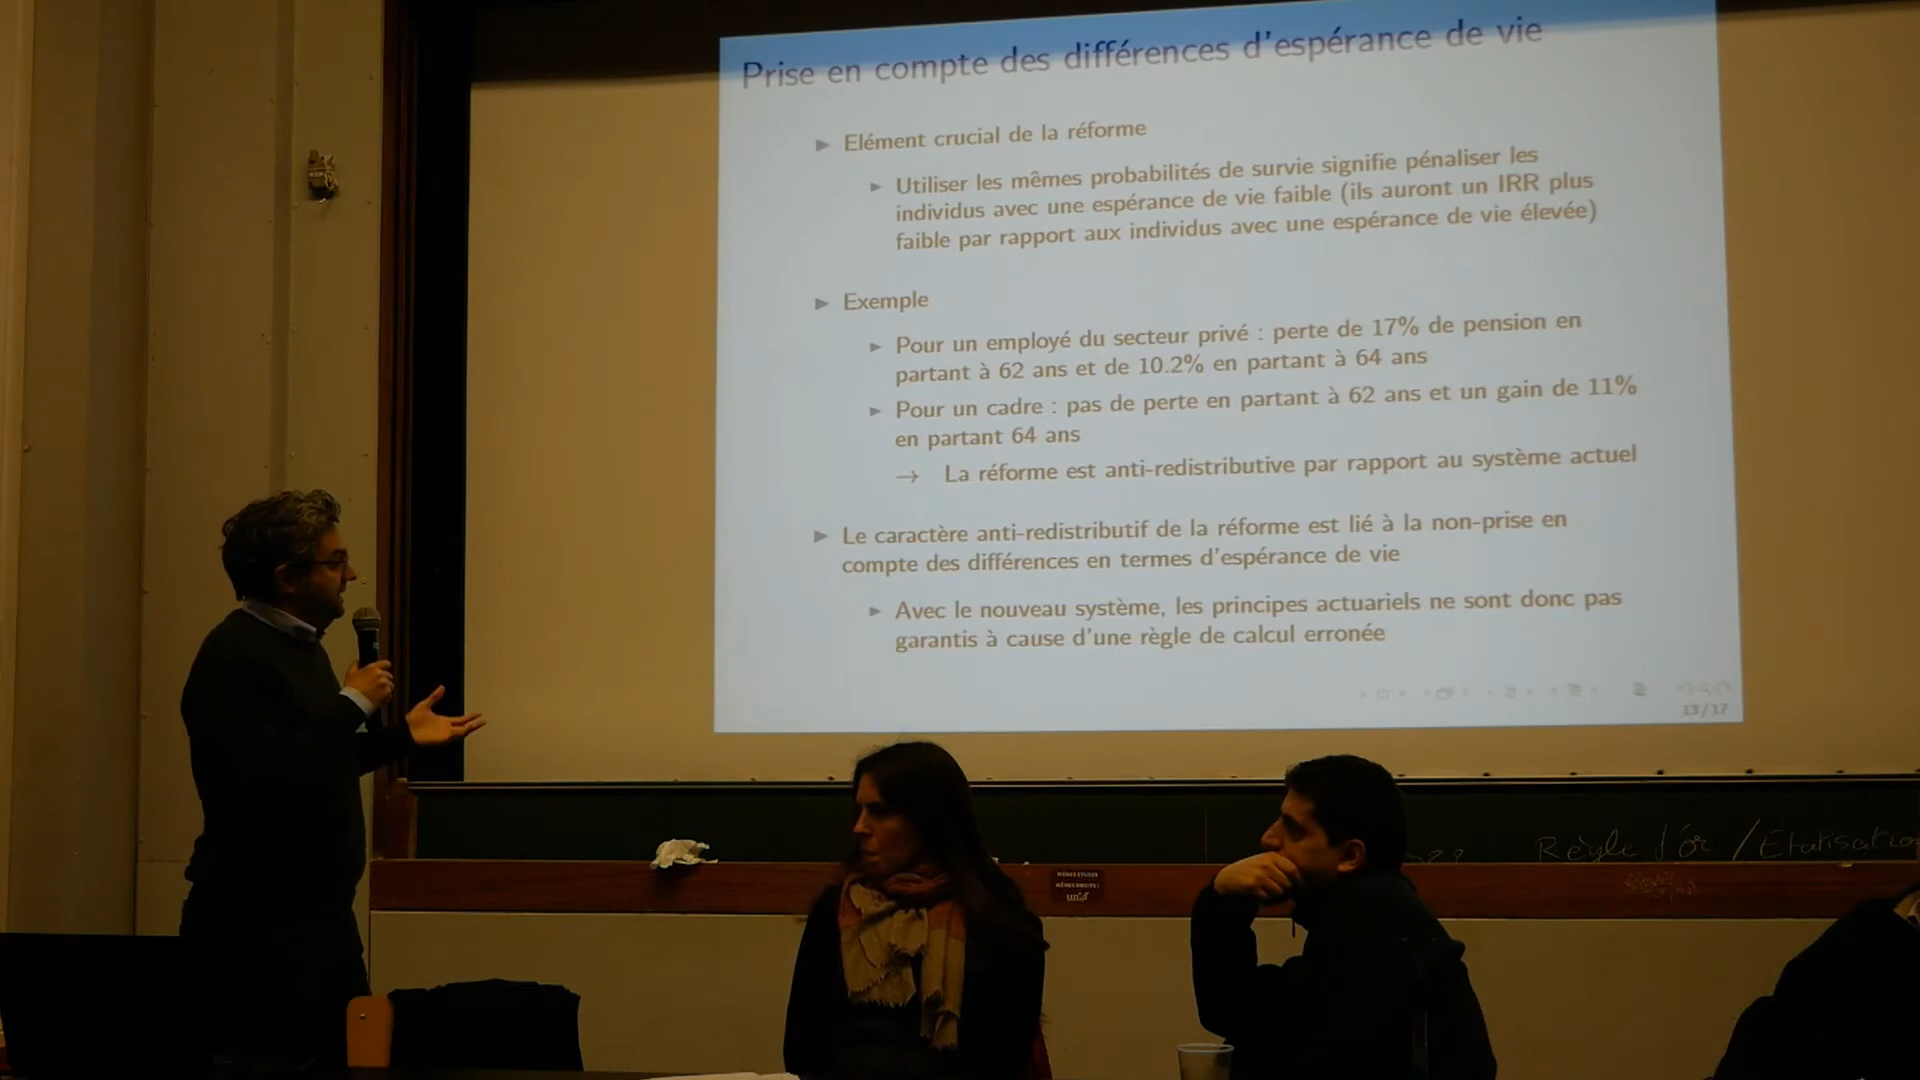 Prise en compte des différences d'espérance de vie
Elément crucial de la réforme
Utiliser les mêmes probabilités de survie signifie pénaliser les
individus avec une espérance de vie faible (ils auront un IRR plus
faible par rapport aux individus avec une espérance de vie élevée)
Exemple
Pour un employé du secteur privé : perte de 17% de pension en
partant à 62 ans et de 10.2% en partant à 64 ans
Pour un cadre : pas de perte en partant à 62 ans et un gain de 11%
en partant 64 ans
→ La réforme est anti-redistributive par rapport au système actuel
Le caractère anti-redistributif de la réforme est lié à la non-prise en
compte des différences en termes d'espérance de vie
Avec le nouveau système, les principes actuariels ne sont donc pas
garantis à cause d'une règle de calcul erronée
13/17
Règle d'or / Etatisatio
MÊMES ÉTUDES
MÊMES DROITS !
unef